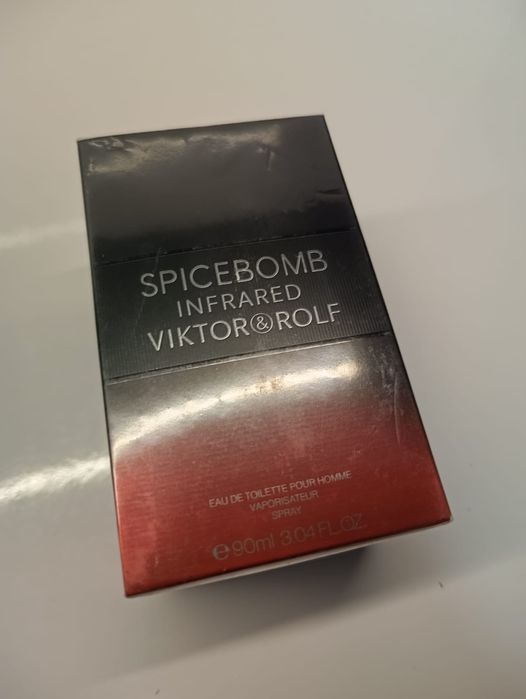 SPICEBOMB
INFRARED
VIKTOR&ROLF
EAU DE TOILETTE POUR HOMME
VAPORISATEUR
SPRAY
℮90ml 3.04 FL.OZ.